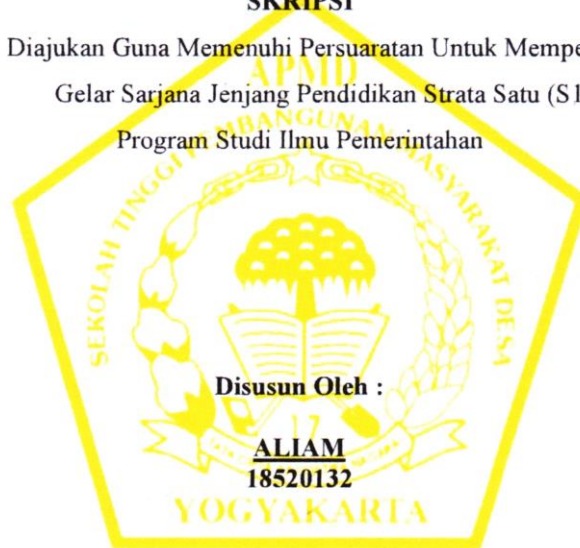 SKRIPSI
Diajukan Guna Memenuhi Persuaratan Untuk Mempe
Gelar Sarjana Jenjang Pendidikan Strata Satu (S1
Program Studi Ilmu Pemerintahan
APMD
SEKOLAH TINGGI PEMBANGUNAN MASYARAKAT DESA
Disusun Oleh :
17
ALIAM
18520132
YOGYAKARTA